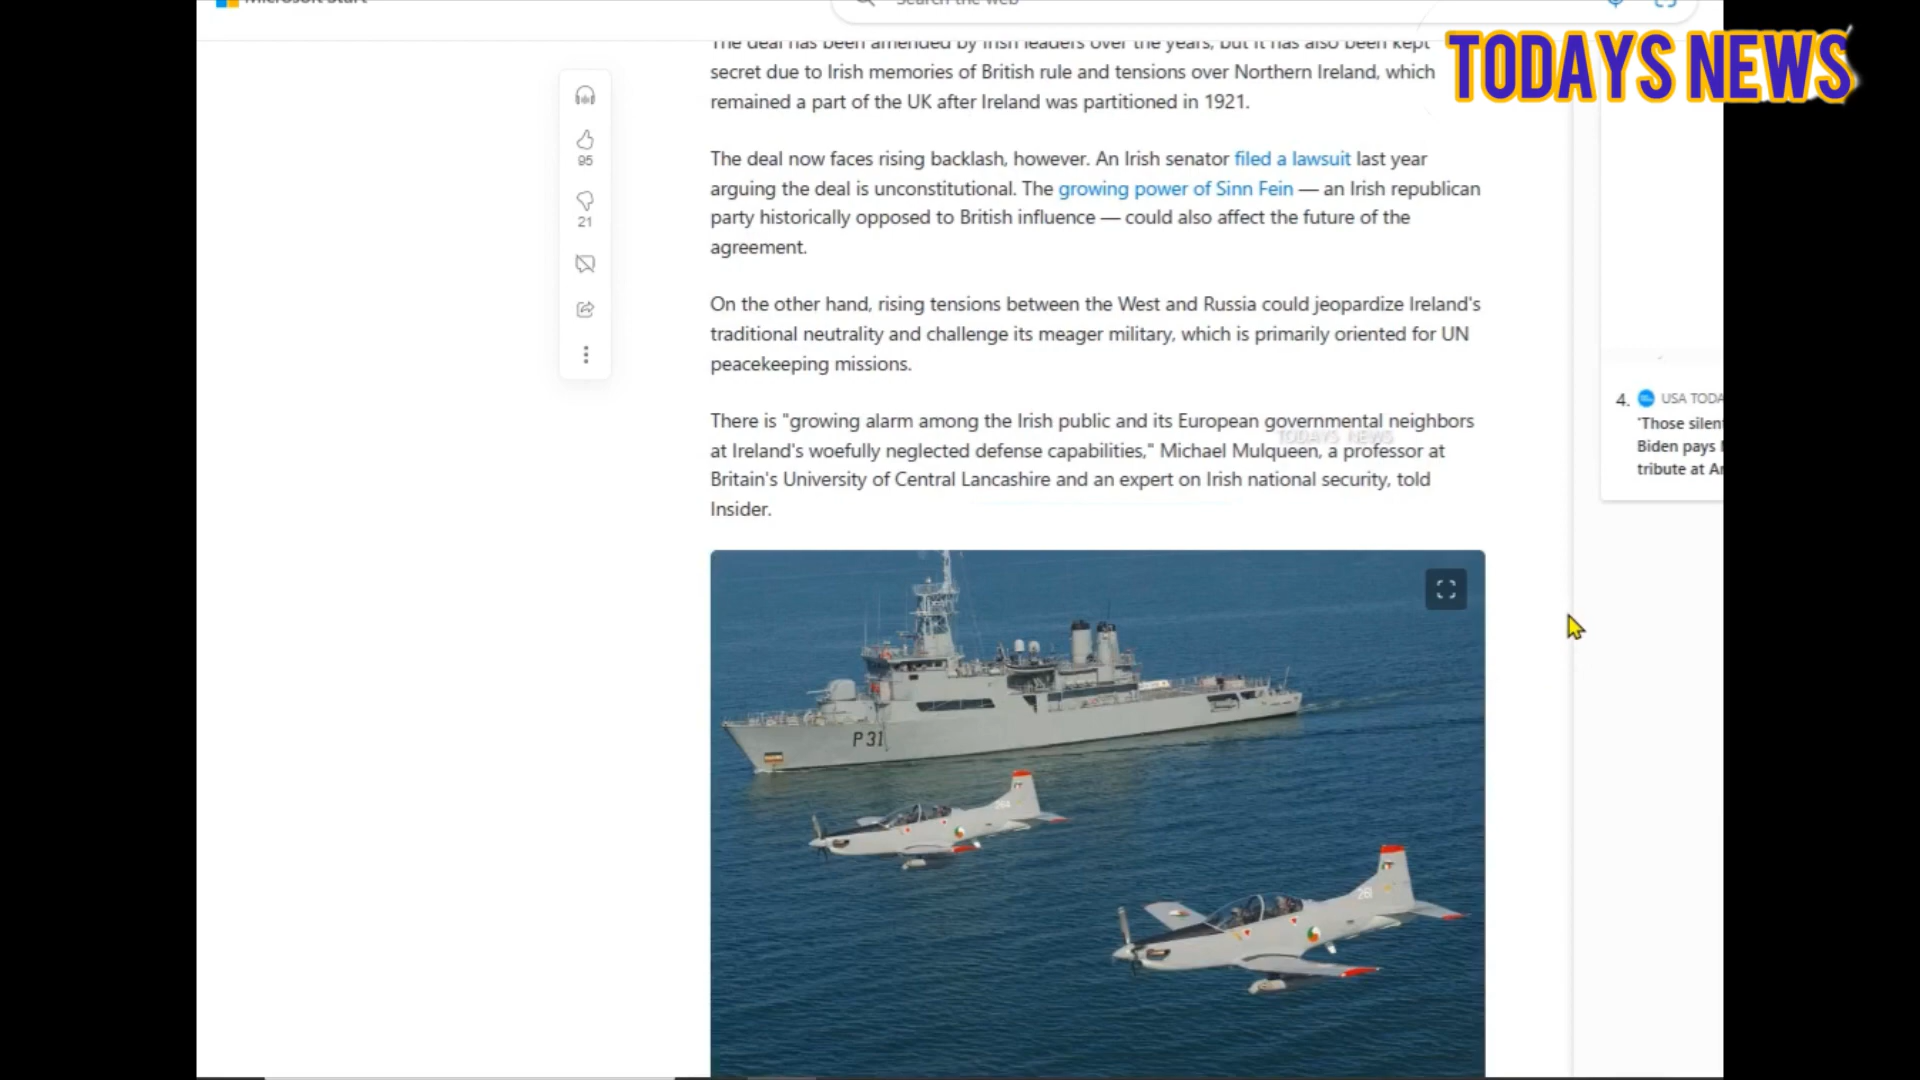 Microsoft Start
Search the web
TODAYS NEWS
The deal has been amended by Irish leaders over the years, but it has also been kept
secret due to Irish memories of British rule and tensions over Northern Ireland, which
remained a part of the UK after Ireland was partitioned in 1921.
95
21
The deal now faces rising backlash, however. An Irish senator filed a lawsuit last year
arguing the deal is unconstitutional. The growing power of Sinn Fein — an Irish republican
party historically opposed to British influence — could also affect the future of the
agreement.
On the other hand, rising tensions between the West and Russia could jeopardize Ireland's
traditional neutrality and challenge its meager military, which is primarily oriented for UN
peacekeeping missions.
There is "growing alarm among the Irish public and its European governmental neighbors
TODAYS NEWS
at Ireland's woefully neglected defense capabilities," Michael Mulqueen, a professor at
Britain's University of Central Lancashire and an expert on Irish national security, told
Insider.
4. USA TODA
'Those silen
Biden pays
tribute at A
P31
261